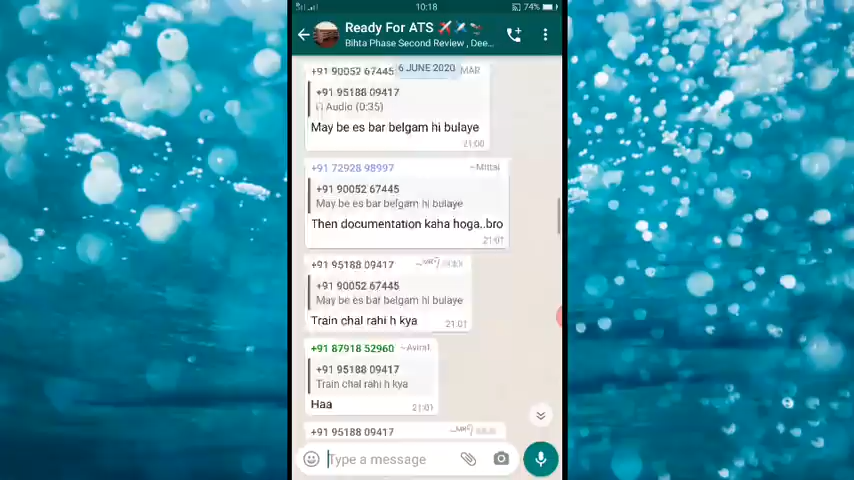 10:18
74%
Ready For ATS
Bihta Phase Second Review , Dee...
6 JUNE 2020
+91 90052 67445 MAR
+91 95188 09417
Audio (0:35)
May be es bar belgam hi bulaye
21:00
+91 72928 98997 ~Mittal
+91 90052 67445
May be es bar belgam hi bulaye
Then documentation kaha hoga..bro
21:01
+91 95188 09417
+91 90052 67445
May be es bar belgam hi bulaye
Train chal rahi h kya
21:01
+91 87918 52960 ~Aviral
+91 95188 09417
Train chal rahi h kya
Haa
21:01
+91 95188 09417
Type a message